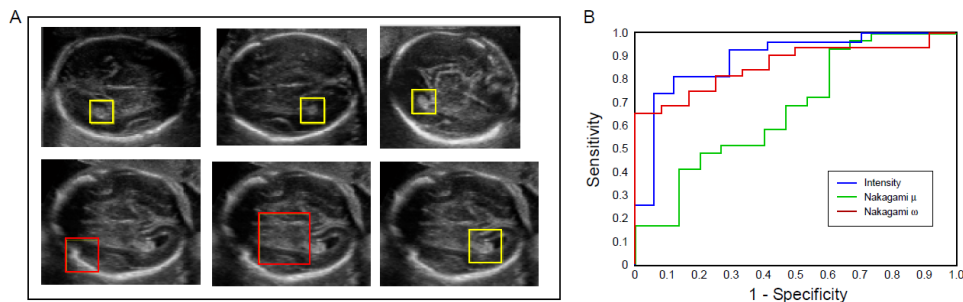 A
B
1.0
0.9
0.8
0.7
0.6
0.5
0.4
0.3
0.2
0.1
0
Sensitivity
Intensity
Nakagami μ
Nakagami ω
0 0.1 0.2 0.3 0.4 0.5 0.6 0.7 0.8 0.9 1.0
1 - Specificity